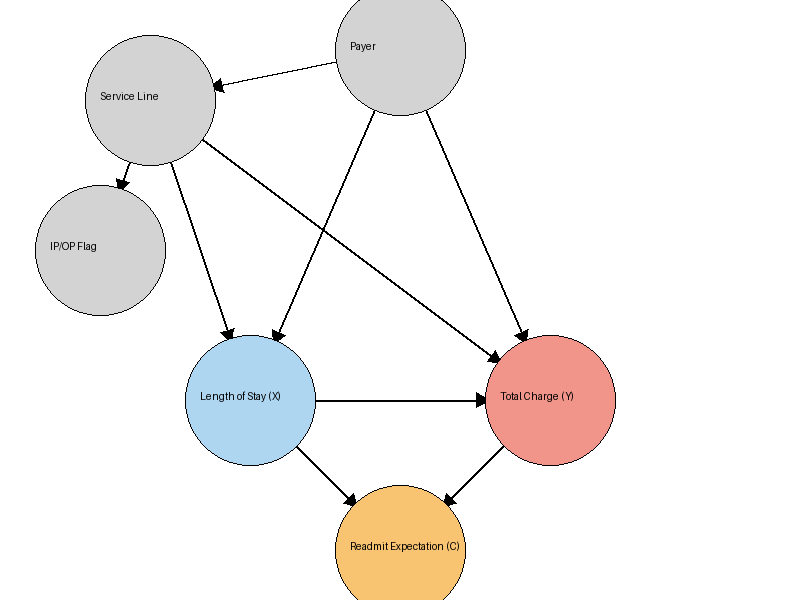 Payer
Service Line
IP/OP Flag
Length of Stay (X)
Total Charge (Y)
Readmit Expectation (C)